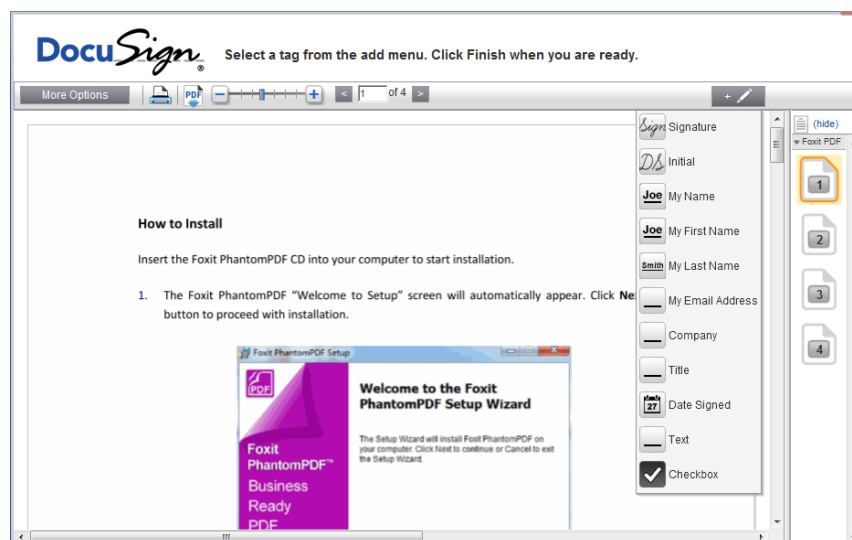 DocuSign®
Select a tag from the add menu. Click Finish when you are ready.
More Options
PDF
1 of 4
+
(hide)
Foxit PDF
1
2
3
4
Sign Signature
DS Initial
Joe My Name
Joe My First Name
Smith My Last Name
My Email Address
Company
Title
27 Date Signed
Text
Checkbox
How to Install
Insert the Foxit PhantomPDF CD into your computer to start installation.
1. The Foxit PhantomPDF “Welcome to Setup” screen will automatically appear. Click Ne
button to proceed with installation.
Foxit PhantomPDF Setup
PDF
Foxit
PhantomPDF™
Business
Ready
PDF
Welcome to the Foxit
PhantomPDF Setup Wizard
The Setup Wizard will install Foxit PhantomPDF on
your computer. Click Next to continue or Cancel to exit
the Setup Wizard.